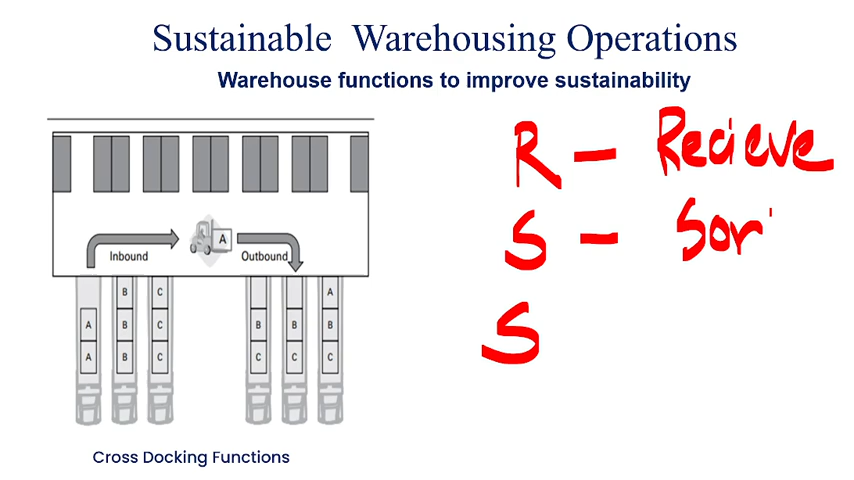 Sustainable Warehousing Operations
Warehouse functions to improve sustainability
R - Recieve
S - Sor
S
A
Inbound
Outbound
B C A
A B C B B B
A B C C C C
Cross Docking Functions